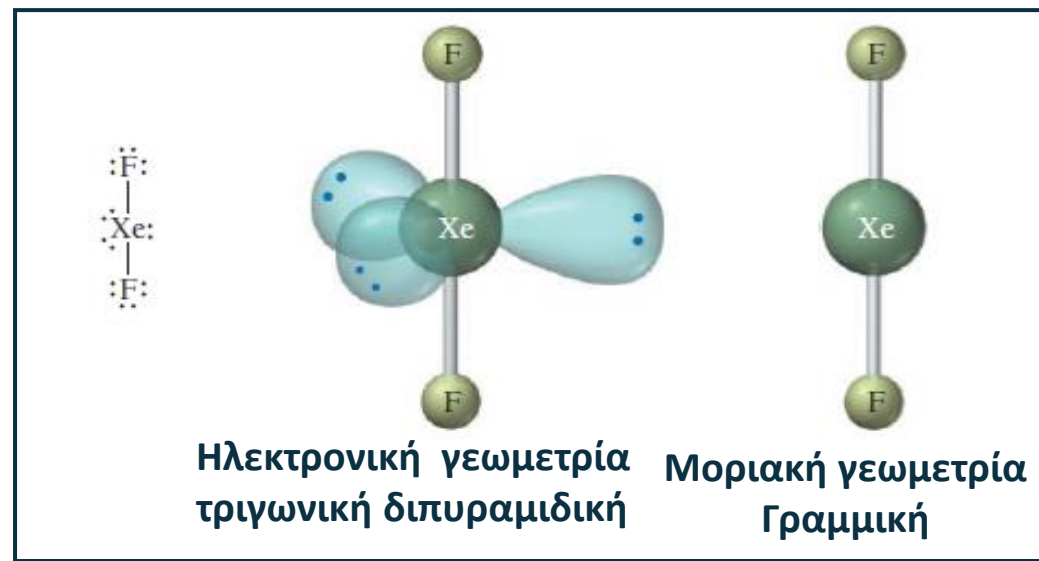 F
Xe
F
F
Xe
F
F
Xe
F
Ηλεκτρονική γεωμετρία
τριγωνική διπυραμιδική
Μοριακή γεωμετρία
Γραμμική